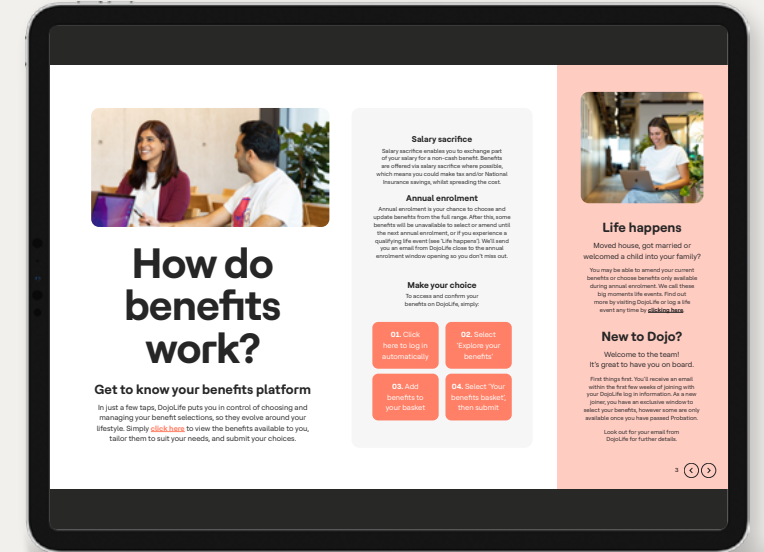 How do
benefits
work?
Get to know your benefits platform
In just a few taps, DojoLife puts you in control of choosing and
managing your benefit selections, so they evolve around your
lifestyle. Simply click here to view the benefits available to you,
tailor them to suit your needs, and submit your choices.
Salary sacrifice
Salary sacrifice enables you to exchange part
of your salary for a non-cash benefit. Benefits
are offered via salary sacrifice where possible,
which means you could make tax and/or National
Insurance savings, whilst spreading the cost.
Annual enrolment
Annual enrolment is your chance to choose and
update benefits from the full range. After this, some
benefits will be unavailable to select or amend until
the next annual enrolment, or if you experience a
qualifying life event (see 'Life happens'). We'll send
you an email from DojoLife close to the annual
enrolment window opening so you don't miss out.
Make your choice
To access and confirm your
benefits on DojoLife, simply:
01. Click
here to log in
automatically
02. Select
'Explore your
benefits'
03. Add
benefits to
your basket
04. Select 'Your
benefits basket',
then submit
Life happens
Moved house, got married or
welcomed a child into your family?
You may be able to amend your current
benefits or choose benefits only available
during annual enrolment. We call these
big moments life events. Find out
more by visiting DojoLife or log a life
event any time by clicking here.
New to Dojo?
Welcome to the team!
It's great to have you on board.
First things first. You'll receive an email
within the first few weeks of joining with
your DojoLife log in information. As a new
joiner, you have an exclusive window to
select your benefits, however some are only
available once you have passed Probation.
Look out for your email from
DojoLife for further details.
3